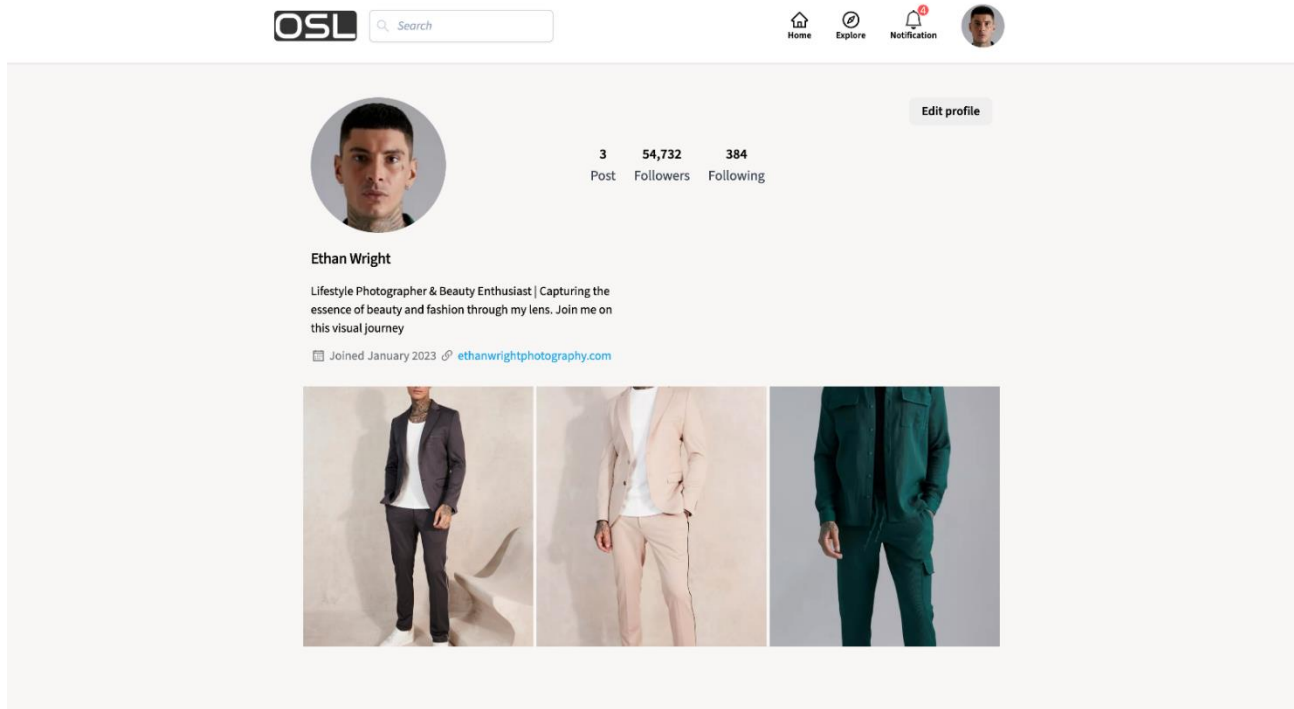 OSL
Search
Home
Explore
4
Notification
Edit profile
3 54,732 384
Post Followers Following
Ethan Wright
Lifestyle Photographer & Beauty Enthusiast | Capturing the
essence of beauty and fashion through my lens. Join me on
this visual journey
Joined January 2023 ethanwrightphotography.com